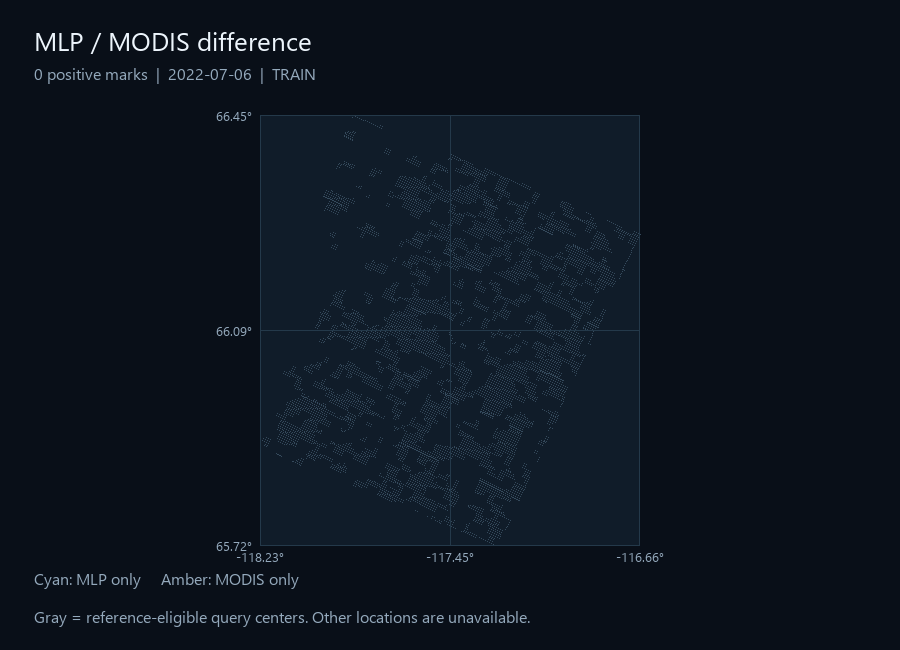 MLP / MODIS difference
0 positive marks | 2022-07-06 | TRAIN
66.45°
66.09°
65.72°
-118.23° -117.45° -116.66°
Cyan: MLP only Amber: MODIS only
Gray = reference-eligible query centers. Other locations are unavailable.